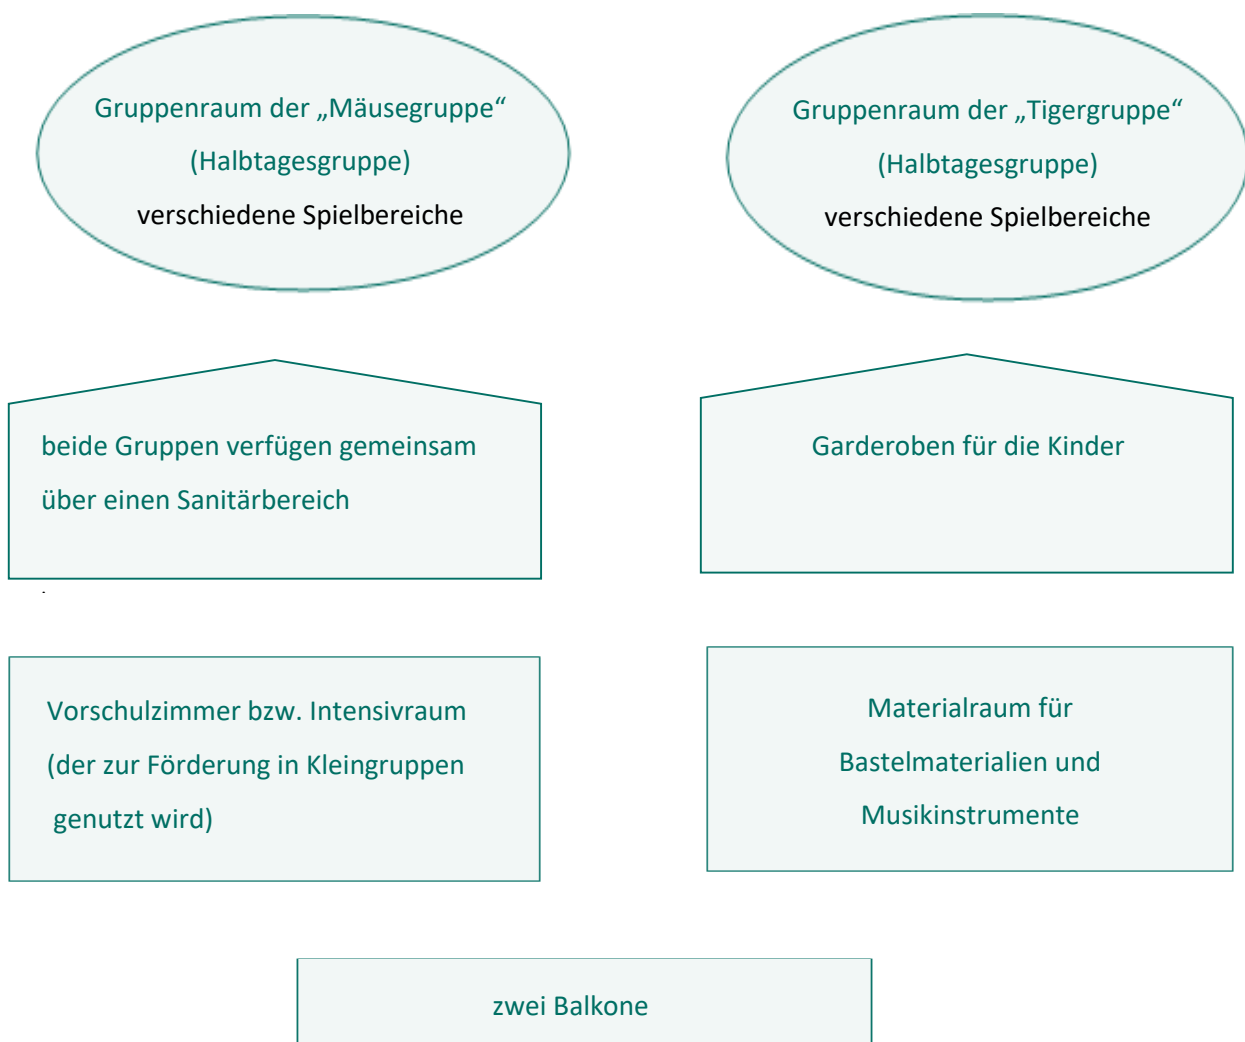 Gruppenraum der „Mäusegruppe“
(Halbtagesgruppe)
verschiedene Spielbereiche
Gruppenraum der „Tigergruppe“
(Halbtagesgruppe)
verschiedene Spielbereiche
beide Gruppen verfügen gemeinsam
über einen Sanitärbereich
Garderoben für die Kinder
Vorschulzimmer bzw. Intensivraum
(der zur Förderung in Kleingruppen
genutzt wird)
Materialraum für
Bastelmaterialien und
Musikinstrumente
zwei Balkone